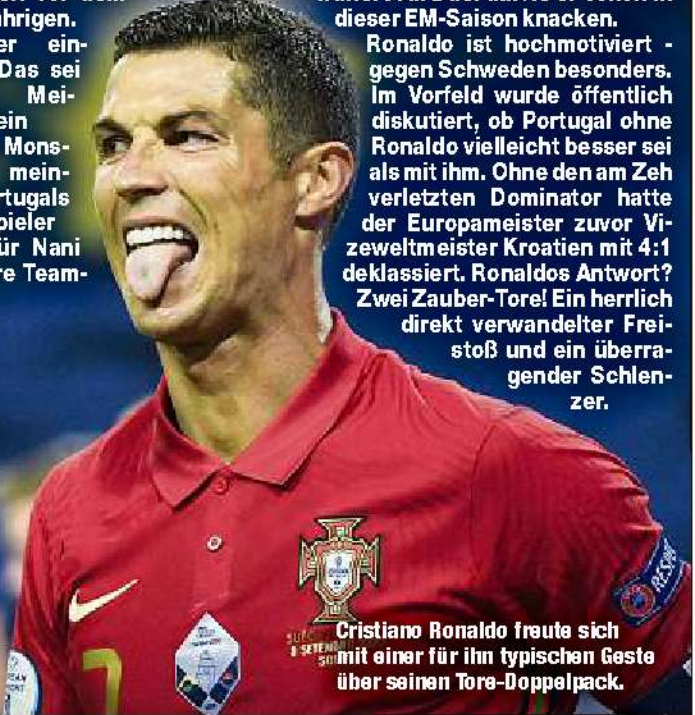 ährigen.
er ein-
Das sei
Mei-
ein
Mons-
mein-
rtugals
pieler
ür Nani
re Team-
dieser EM-Saison knacken.
Ronaldo ist hochmotiviert -
gegen Schweden besonders.
Im Vorfeld wurde öffentlich
diskutiert, ob Portugal ohne
Ronaldo vielleicht besser sei
als mit ihm. Ohne den am Zeh
verletzten Dominator hatte
der Europameister zuvor Vi-
zeweltmeister Kroatien mit 4:1
deklassiert. Ronaldos Antwort?
Zwei Zauber-Tore! Ein herrlich
direkt verwandelter Frei-
stoß und ein überra-
gender Schlen-
zer.
RESPE
7
Cristiano Ronaldo freute sich
mit einer für ihn typischen Geste
über seinen Tore-Doppelpack.